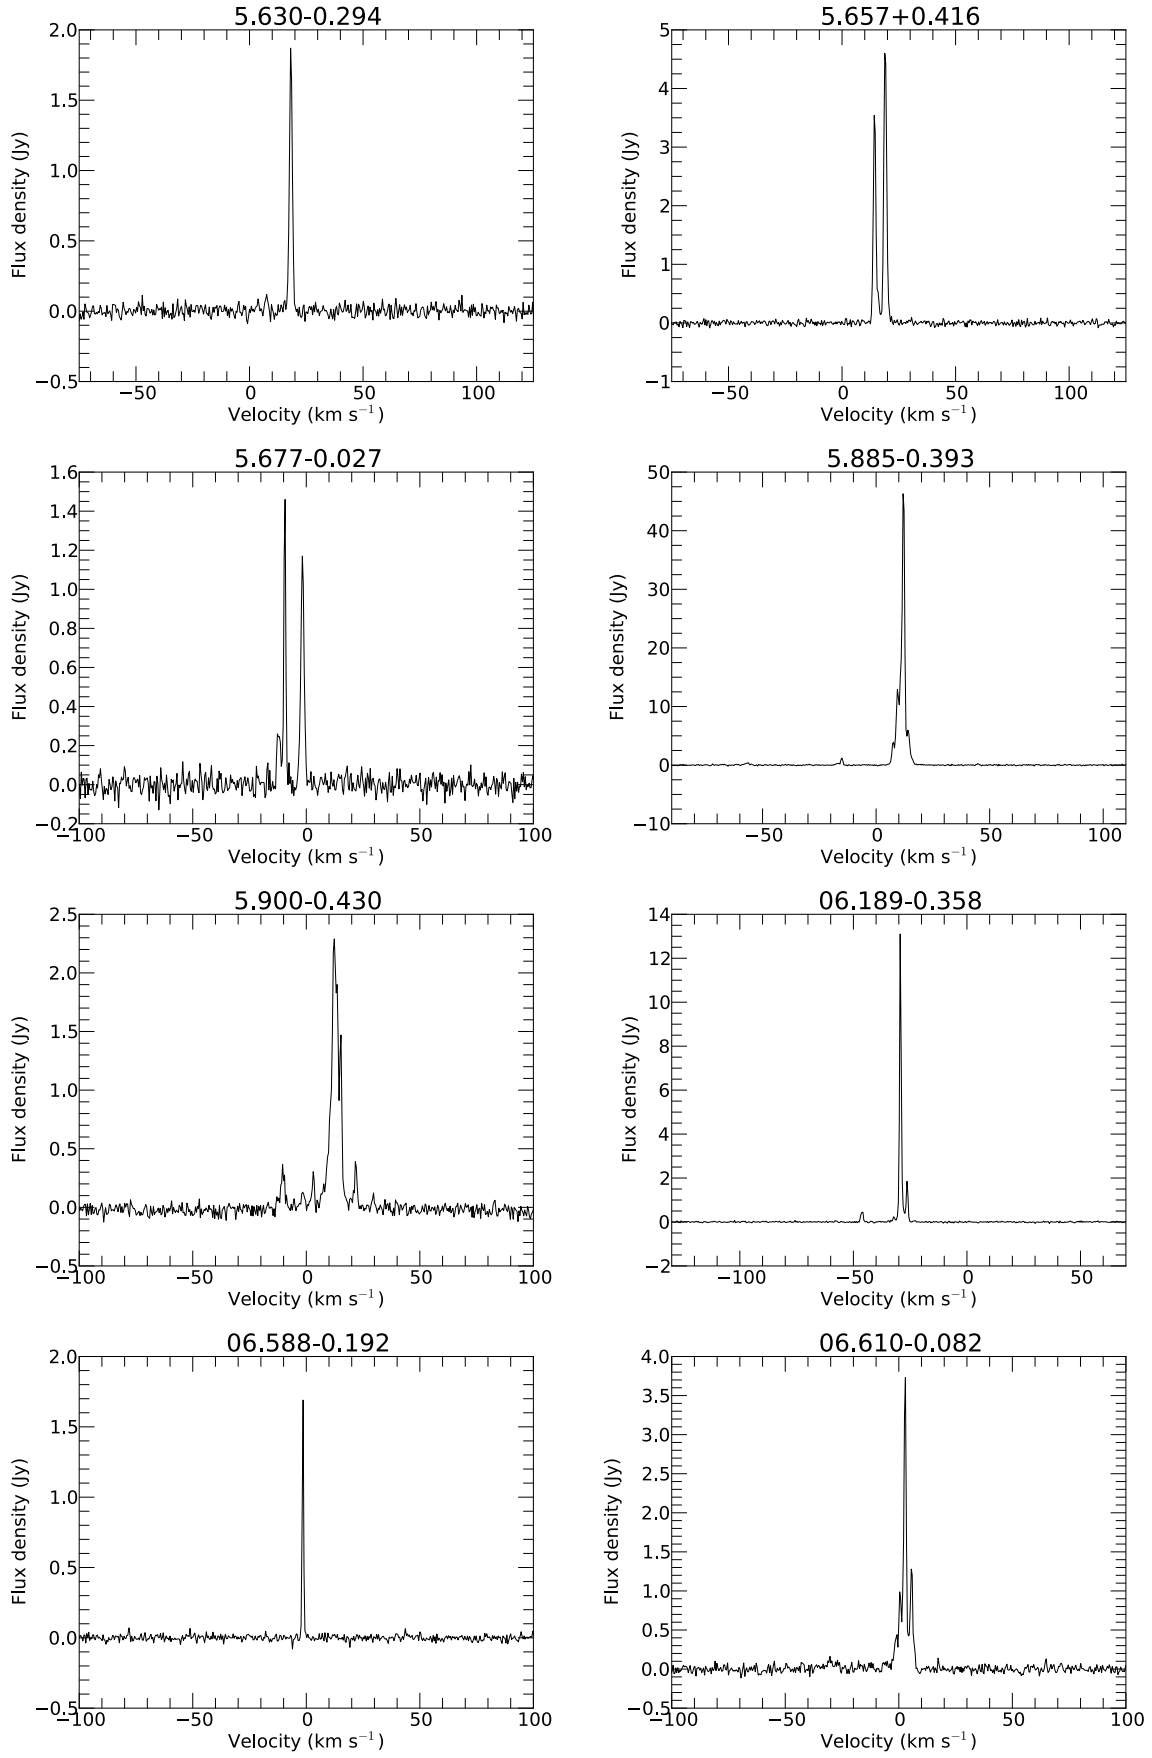 5.630-0.294
2.0
1.5
1.0
0.5
0.0
−0.5
Flux density (Jy)
−50 0 50 100
Velocity (km s−1)
5.657+0.416
5
4
3
2
1
0
−1
Flux density (Jy)
−50 0 50 100
Velocity (km s−1)
5.677-0.027
1.6
1.4
1.2
1.0
0.8
0.6
0.4
0.2
0.0
−0.2
Flux density (Jy)
−100 −50 0 50 100
Velocity (km s−1)
5.885-0.393
50
40
30
20
10
0
−10
Flux density (Jy)
−50 0 50 100
Velocity (km s−1)
5.900-0.430
2.5
2.0
1.5
1.0
0.5
0.0
−0.5
Flux density (Jy)
−100 −50 0 50 100
Velocity (km s−1)
06.189-0.358
14
12
10
8
6
4
2
0
−2
Flux density (Jy)
−100 −50 0 50
Velocity (km s−1)
06.588-0.192
2.0
1.5
1.0
0.5
0.0
−0.5
Flux density (Jy)
−100 −50 0 50 100
Velocity (km s−1)
06.610-0.082
4.0
3.5
3.0
2.5
2.0
1.5
1.0
0.5
0.0
−0.5
Flux density (Jy)
−100 −50 0 50 100
Velocity (km s−1)